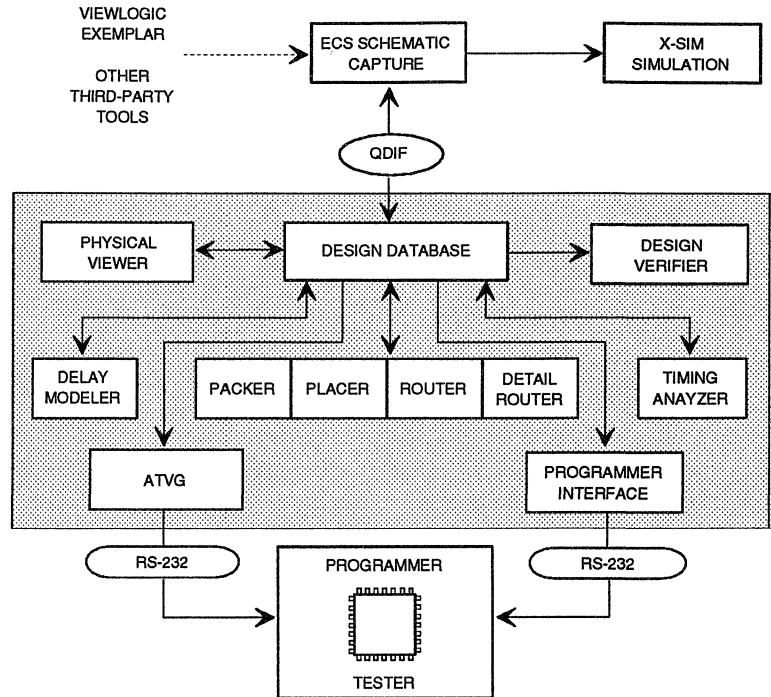 VIEWLOGIC
EXEMPLAR
OTHER
THIRD-PARTY
TOOLS
ECS SCHEMATIC
CAPTURE
X-SIM
SIMULATION
QDIF
PHYSICAL
VIEWER
DESIGN DATABASE
DESIGN
VERIFIER
DELAY
MODELER
PACKER
PLACER
ROUTER
DETAIL
ROUTER
TIMING
ANAYZER
ATVG
PROGRAMMER
INTERFACE
RS-232
PROGRAMMER
RS-232
TESTER